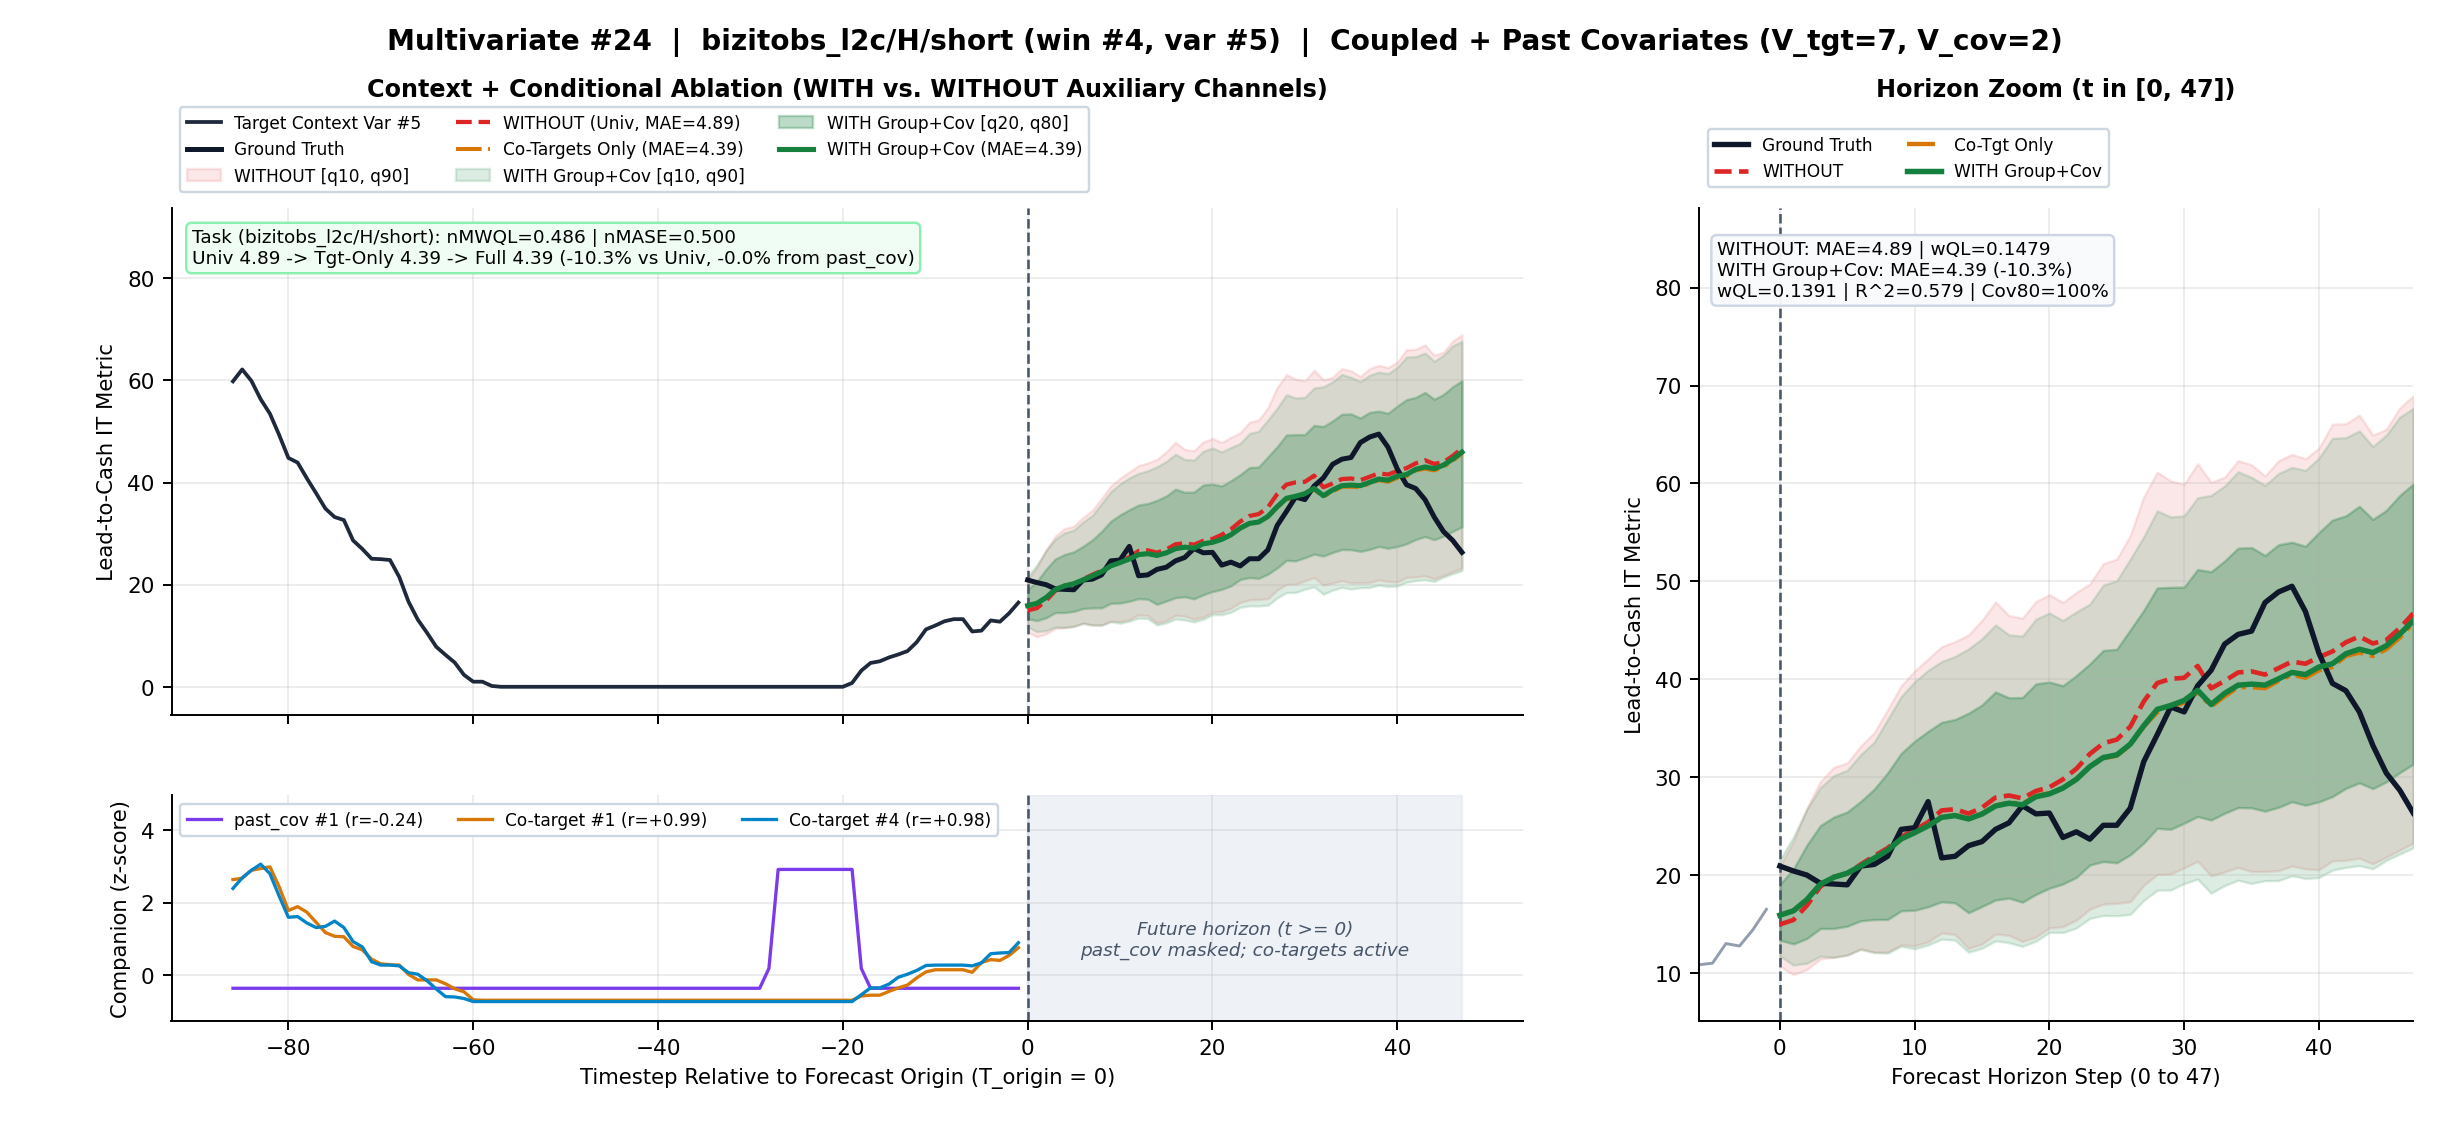 Multivariate #24 | bizitobs_l2c/H/short (win #4, var #5) | Coupled + Past Covariates (V_tgt=7, V_cov=2)
Context + Conditional Ablation (WITH vs. WITHOUT Auxiliary Channels)
Target Context Var #5
Ground Truth
WITHOUT [q10, q90]
WITHOUT (Univ, MAE=4.89)
Co-Targets Only (MAE=4.39)
WITH Group+Cov [q10, q90]
WITH Group+Cov [q20, q80]
WITH Group+Cov (MAE=4.39)
Task (bizitobs_l2c/H/short): nMWQL=0.486 | nMASE=0.500
Univ 4.89 -> Tgt-Only 4.39 -> Full 4.39 (-10.3% vs Univ, -0.0% from past_cov)
Lead-to-Cash IT Metric
80
60
40
20
0
past_cov #1 (r=-0.24)
Co-target #1 (r=+0.99)
Co-target #4 (r=+0.98)
Companion (z-score)
4
2
0
Future horizon (t >= 0)
past_cov masked; co-targets active
−80
−60
−40
−20
0
20
40
Timestep Relative to Forecast Origin (T_origin = 0)
Horizon Zoom (t in [0, 47])
Ground Truth
WITHOUT
Co-Tgt Only
WITH Group+Cov
WITHOUT: MAE=4.89 | wQL=0.1479
WITH Group+Cov: MAE=4.39 (-10.3%)
wQL=0.1391 | R^2=0.579 | Cov80=100%
Lead-to-Cash IT Metric
80
70
60
50
40
30
20
10
0
10
20
30
40
Forecast Horizon Step (0 to 47)